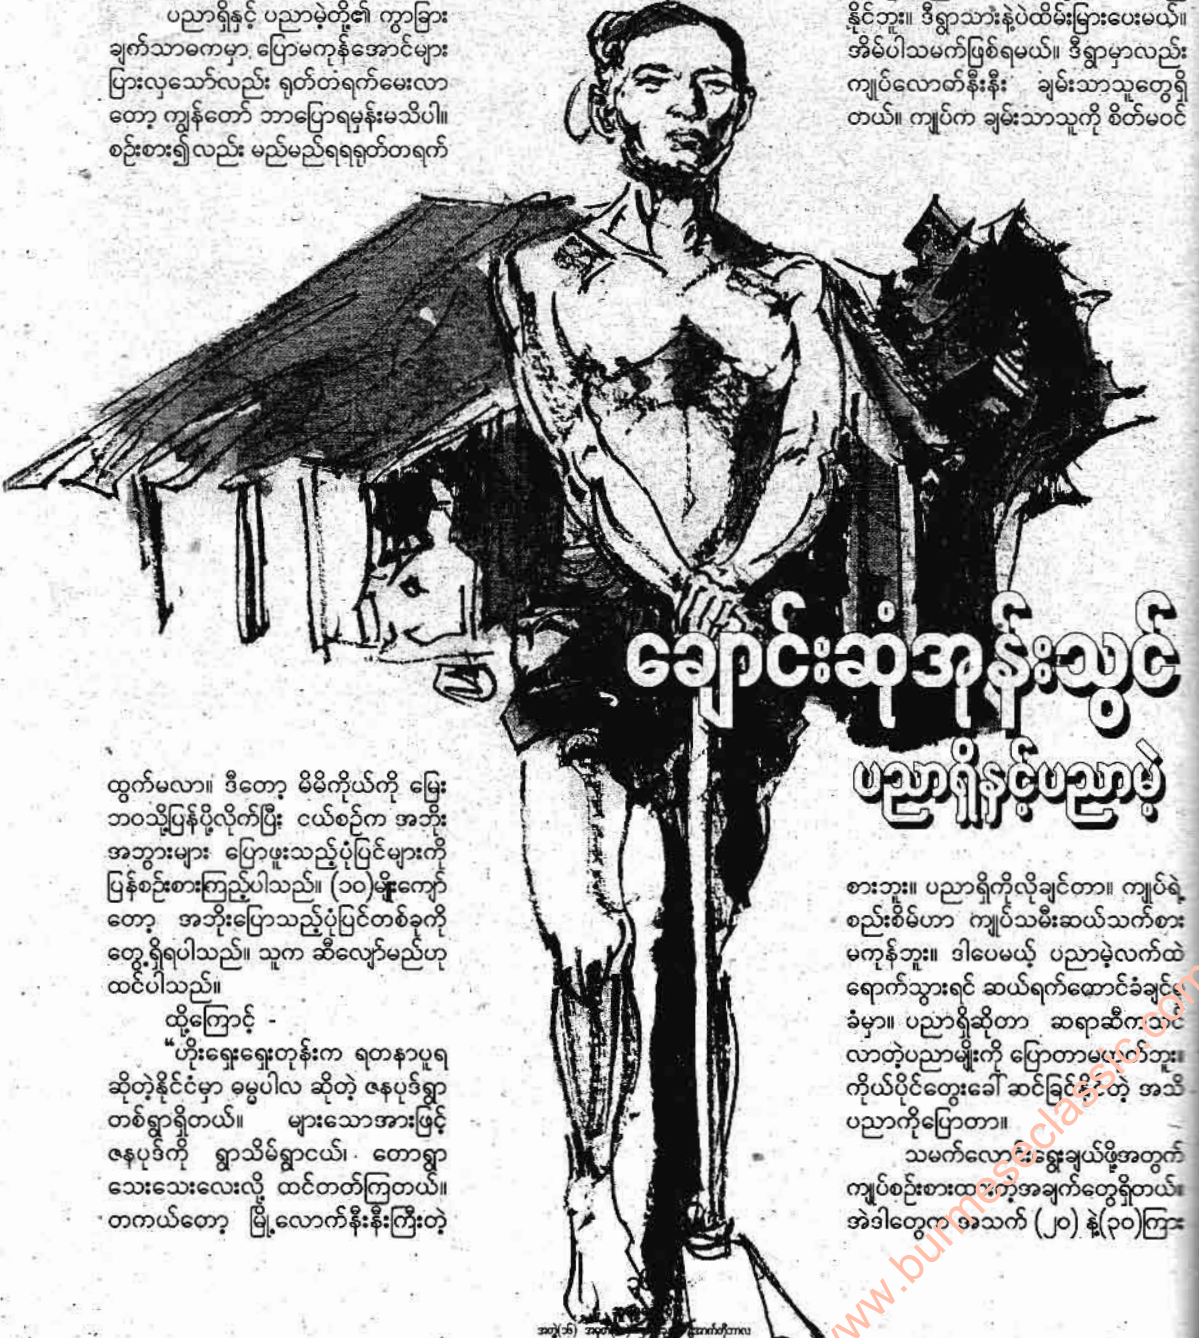 ပညာရှိနှင့် ပညာမဲ့တို့၏ ကွာခြား
ချက်သာဓကမှာ ပြောမကုန်အောင်များ
ပြားလှသော်လည်း ရုတ်တရက်မေးလာ
တော့ ကျွန်တော် ဘာပြောရမှန်းမသိပါ။
စဉ်းစား၍လည်း မည်မည်ရရရုတ်တရက်
ထွက်မလာ။ ဒီတော့ မိမိကိုယ်ကို မြေး
ဘဝသို့ပြန်ပို့လိုက်ပြီး ငယ်စဉ်က အဘိုး
အဘွားများ ပြောဖူးသည့်ပုံပြင်များကို
ပြန်စဉ်းစားကြည့်ပါသည်။ (၁၀)မျိုးကျော်
တော့ အဘိုးပြောသည့်ပုံပြင်တစ်ခုကို
တွေ့ရှိရပါသည်။ သူက ဆီလျော်မည်ဟု
ထင်ပါသည်။
ထို့ကြောင့် -
"ဟိုးရှေးရှေးတုန်းက ရတနာပူရ
ဆိုတဲ့နိုင်ငံမှာ ဓမ္မပါလ ဆိုတဲ့ ဇနပုဒ်ရွာ
တစ်ရွာရှိတယ်။ များသောအားဖြင့်
ဇနပုဒ်ကို ရွာသိမ်ရွာငယ်၊ တောရွာ
သေးသေးလေးလို့ ထင်တတ်ကြတယ်။
တကယ်တော့ မြို့လောက်နီးနီးကြီးတဲ့
ချောင်းဆုံအုန်းသွင်
ပညာရှိနှင့်ပညာမဲ့
နိုင်ဘူး။ ဒီရွာသားနဲ့ပဲထိမ်းမြားပေးမယ်။
အိမ်ပါသမက်ဖြစ်ရမယ်။ ဒီရွာမှာလည်း
ကျုပ်လောက်နီးနီး ချမ်းသာသူတွေရှိ
တယ်။ ကျုပ်က ချမ်းသာသူကို စိတ်မဝင်
စားဘူး။ ပညာရှိကိုလိုချင်တာ။ ကျုပ်ရဲ့
စည်းစိမ်ဟာ ကျုပ်သမီးဆယ်သက်စား
မကုန်ဘူး။ ဒါပေမယ့် ပညာမဲ့လက်ထဲ
ရောက်သွားရင် ဆယ်ရက်တောင်ခံချင်မှ
ခံမှာ။ ပညာရှိဆိုတာ ဆရာဆီကသင်
လာတဲ့ပညာမျိုးကို ပြောတာမဟုတ်ဘူး။
ကိုယ်ပိုင်တွေးခေါ်ဆင်ခြင်နိုင်တဲ့ အသိ
ပညာကိုပြောတာ။
သမက်လောင်းရွေးချယ်ဖို့အတွက်
ကျုပ်စဉ်းစားထားတဲ့အချက်တွေရှိတယ်။
အဲဒါတွေက အသက် (၂၀) နဲ့(၃၀)ကြား
www.burmeseclassic.com